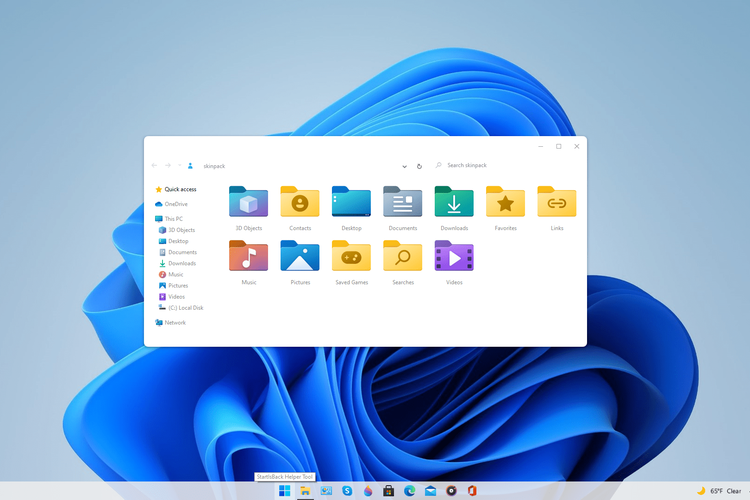 skinpack
Search skinpack
Quick access
OneDrive
This PC
3D Objects
Desktop
Documents
Downloads
Music
Pictures
Videos
(C:) Local Disk
Network
3D Objects
Contacts
Desktop
Documents
Downloads
Favorites
Links
Music
Pictures
Saved Games
Searches
Videos
StartIsBack Helper Tool
65°F Clear